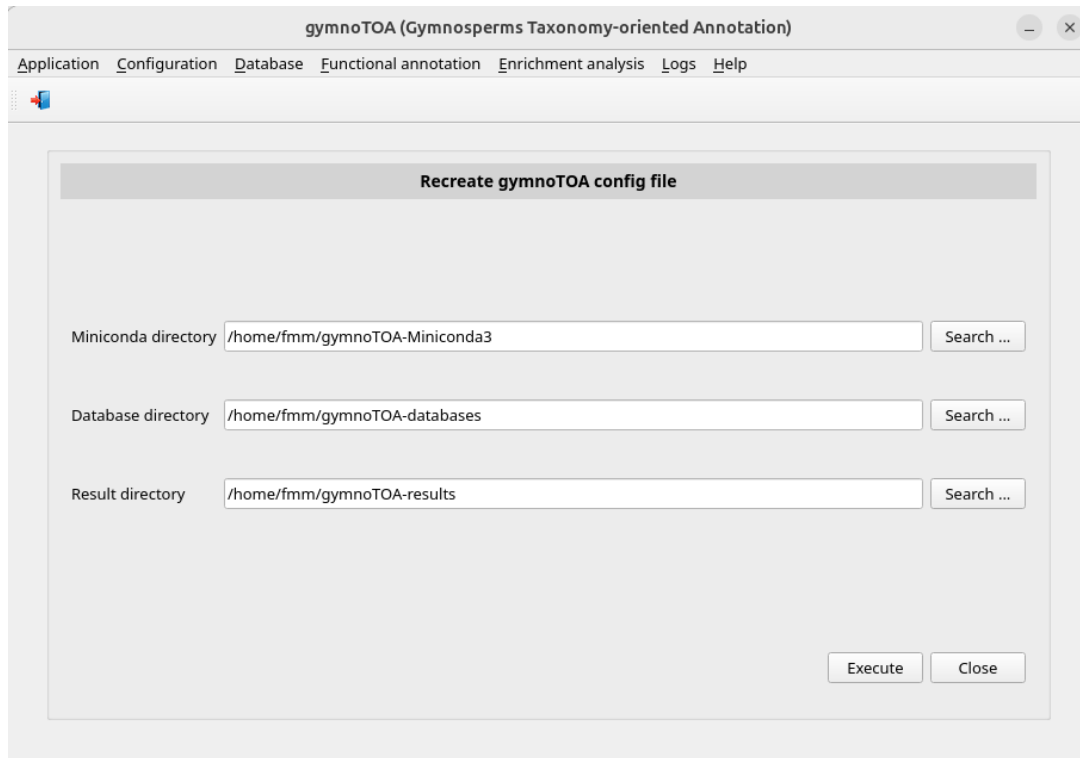 gymnoTOA (Gymnosperms Taxonomy-oriented Annotation)
Application Configuration Database Functional annotation Enrichment analysis Logs Help
Recreate gymnoTOA config file
Miniconda directory /home/fmm/gymnoTOA-Miniconda3 Search ...
Database directory /home/fmm/gymnoTOA-databases Search ...
Result directory /home/fmm/gymnoTOA-results Search ...
Execute Close